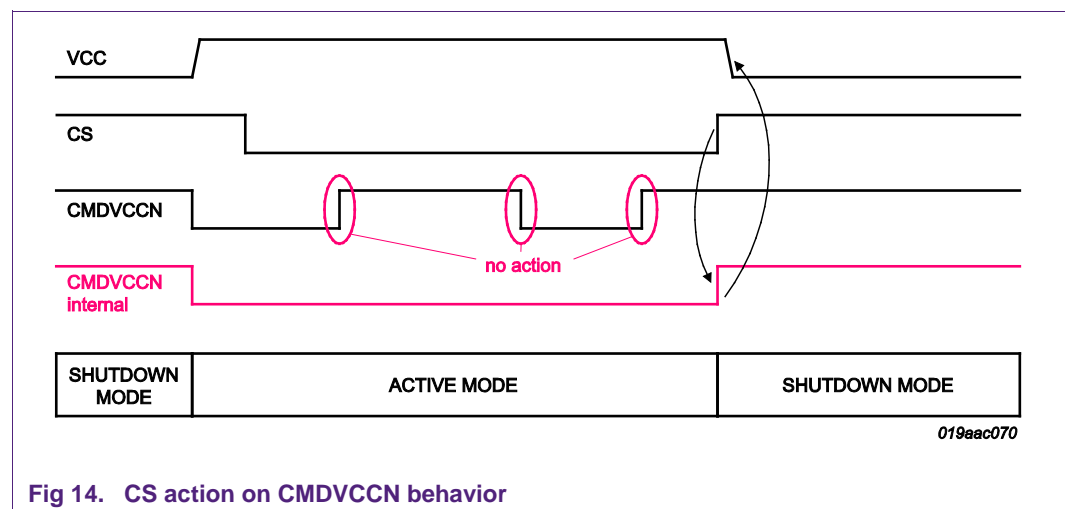 VCC
CS
CMDVCCN
no action
CMDVCCN
internal
SHUTDOWN
MODE
ACTIVE MODE
SHUTDOWN MODE
019aac070
Fig 14. CS action on CMDVCCN behavior